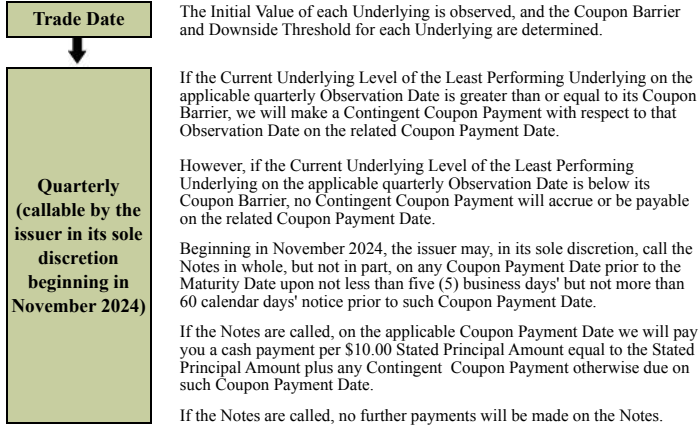 Trade Date
The Initial Value of each Underlying is observed, and the Coupon Barrier
and Downside Threshold for each Underlying are determined.
Quarterly
(callable by the
issuer in its sole
discretion
beginning in
November 2024)
If the Current Underlying Level of the Least Performing Underlying on the
applicable quarterly Observation Date is greater than or equal to its Coupon
Barrier, we will make a Contingent Coupon Payment with respect to that
Observation Date on the related Coupon Payment Date.
However, if the Current Underlying Level of the Least Performing
Underlying on the applicable quarterly Observation Date is below its
Coupon Barrier, no Contingent Coupon Payment will accrue or be payable
on the related Coupon Payment Date.
Beginning in November 2024, the issuer may, in its sole discretion, call the
Notes in whole, but not in part, on any Coupon Payment Date prior to the
Maturity Date upon not less than five (5) business days' but not more than
60 calendar days' notice prior to such Coupon Payment Date.
If the Notes are called, on the applicable Coupon Payment Date we will pay
you a cash payment per $10.00 Stated Principal Amount equal to the Stated
Principal Amount plus any Contingent Coupon Payment otherwise due on
such Coupon Payment Date.
If the Notes are called, no further payments will be made on the Notes.